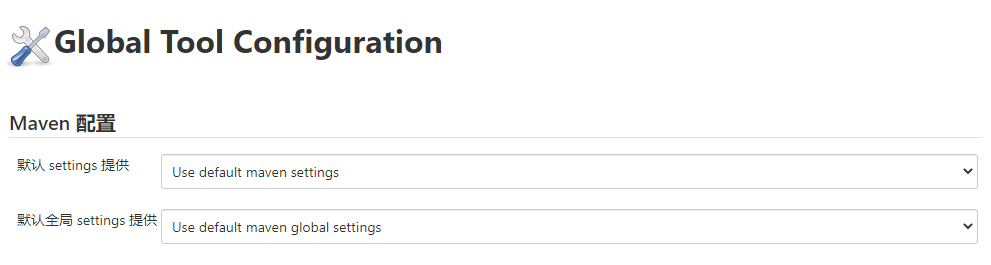 Global Tool Configuration
Maven 配置
默认 settings 提供
Use default maven settings
默认全局 settings 提供
Use default maven global settings